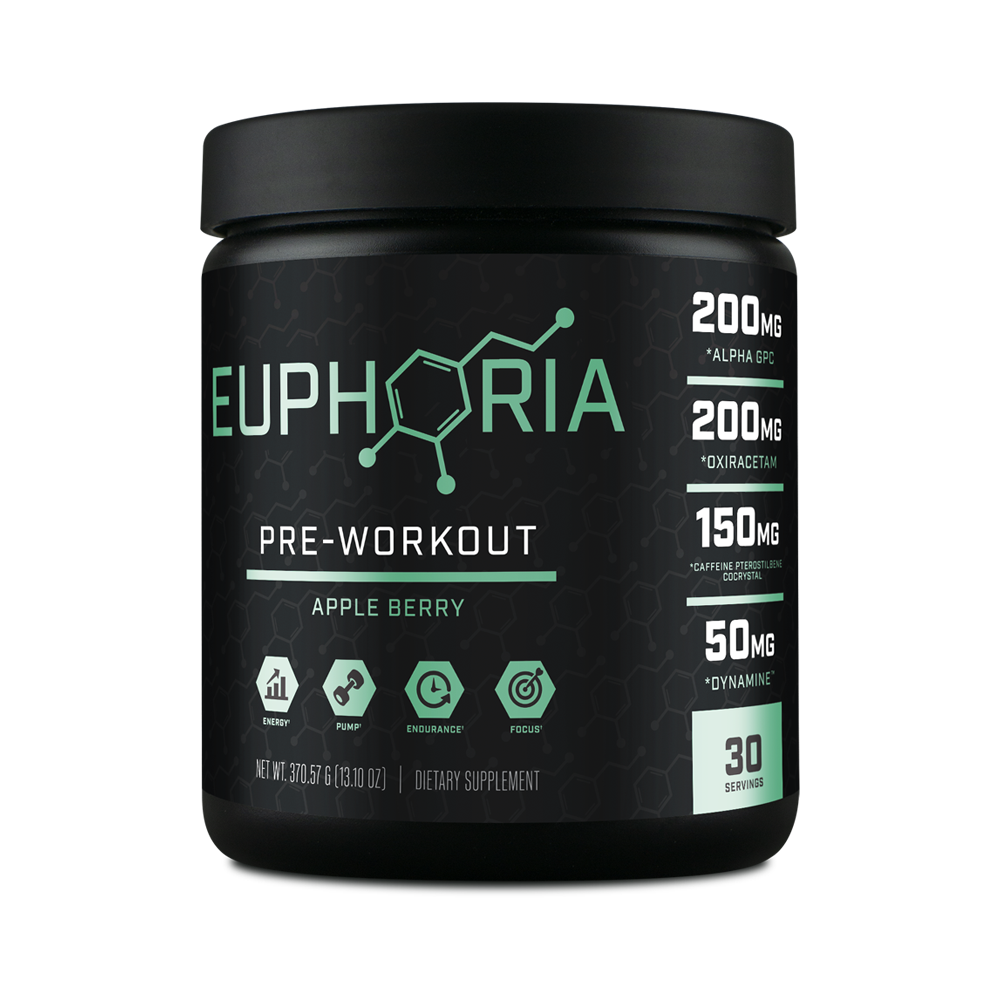 EUPHORIA
PRE-WORKOUT
APPLE BERRY
ENERGY†
PUMP†
ENDURANCE†
FOCUS†
NET WT. 370.57 G (13.10 OZ) | DIETARY SUPPLEMENT
200MG
*ALPHA GPC
200MG
*OXIRACETAM
150MG
*CAFFEINE PTEROSTILBENE
COCRYSTAL
50MG
*DYNAMINE™
30
SERVINGS